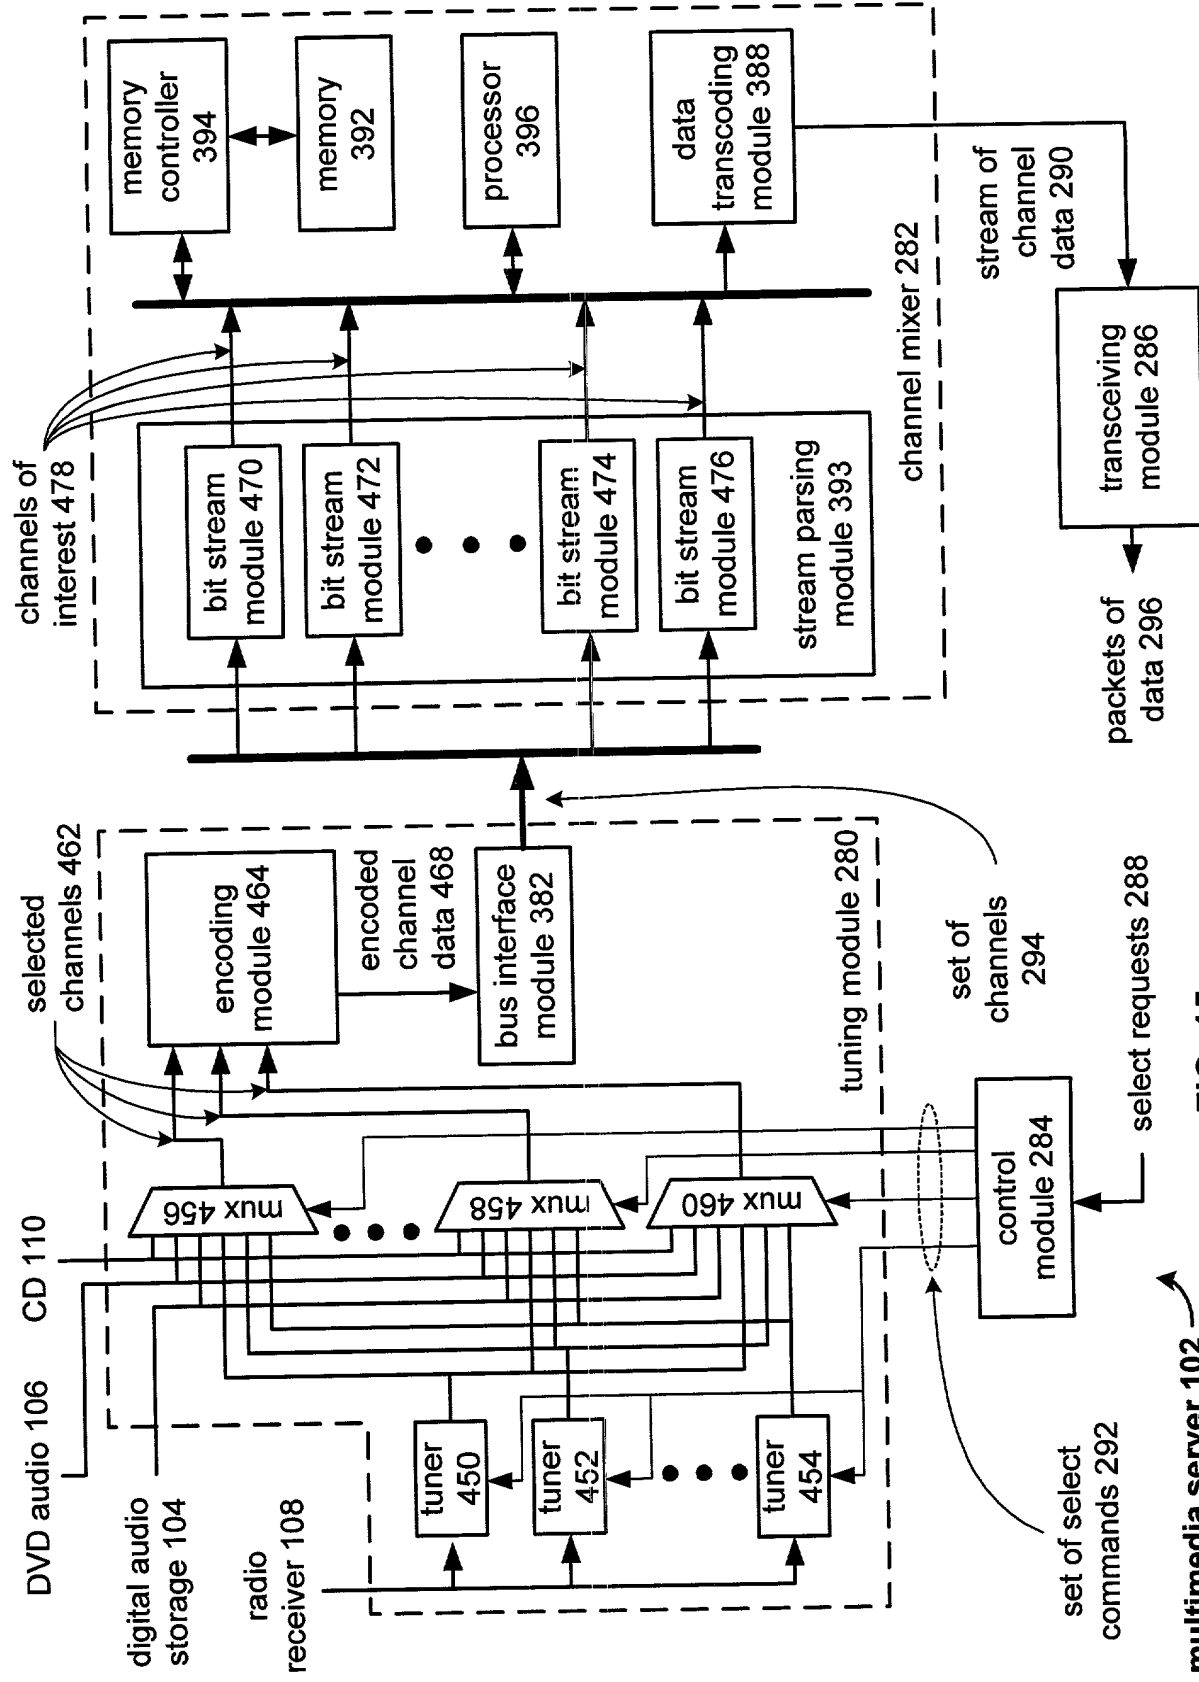 DVD audio 106
CD 110
digital audio
storage 104
radio
receiver 108
tuner
450
tuner
452
tuner
454
mux 456
mux 458
mux 460
selected
channels 462
encoding
module 464
encoded
channel
data 468
bus interface
module 382
tuning module 280
set of select
commands 292
control
module 284
select requests 288
set of
channels
294
channels of
interest 478
bit stream
module 470
bit stream
module 472
bit stream
module 474
bit stream
module 476
stream parsing
module 393
memory
controller
394
memory
392
processor
396
data
transcoding
module 388
channel mixer 282
stream of
channel
data 290
transceiving
module 286
packets of
data 296
multimedia server 102